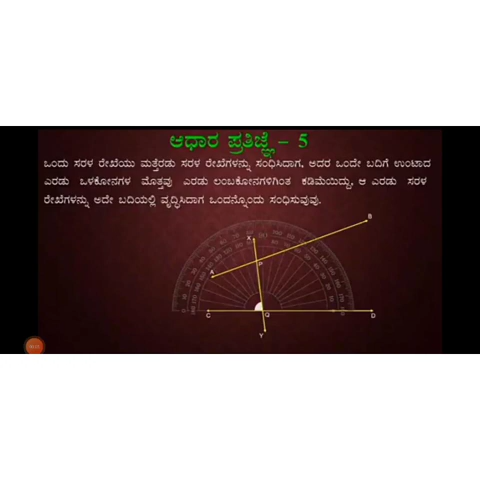 ಆಧಾರ ಪ್ರತಿಜ್ಞೆ – 5
ಒಂದು ಸರಳ ರೇಖೆಯು ಮತ್ತೆರಡು ಸರಳ ರೇಖೆಗಳನ್ನು ಸಂಧಿಸಿದಾಗ, ಅದರ ಒಂದೇ ಬದಿಗೆ ಉಂಟಾದ
ಎರಡು ಒಳಕೋನಗಳ ಮೊತ್ತವು ಎರಡು ಲಂಬಕೋನಗಳಿಗಿಂತ ಕಡಿಮೆಯಿದ್ದು, ಆ ಎರಡು ಸರಳ
ರೇಖೆಗಳನ್ನು ಅದೇ ಬದಿಯಲ್ಲಿ ವೃದ್ಧಿಸಿದಾಗ ಒಂದನ್ನೊಂದು ಸಂಧಿಸುವುವು.
B
X
P
A
C
Q
D
Y